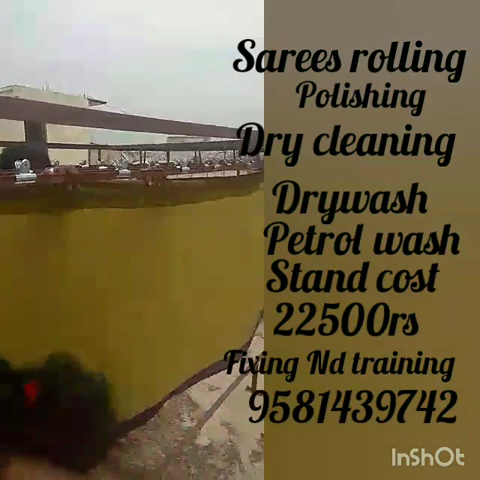 Sarees rolling
Polishing
Dry cleaning
Drywash
Petrol wash
Stand cost
22500rs
Fixing Nd training
9581439742
InShOt